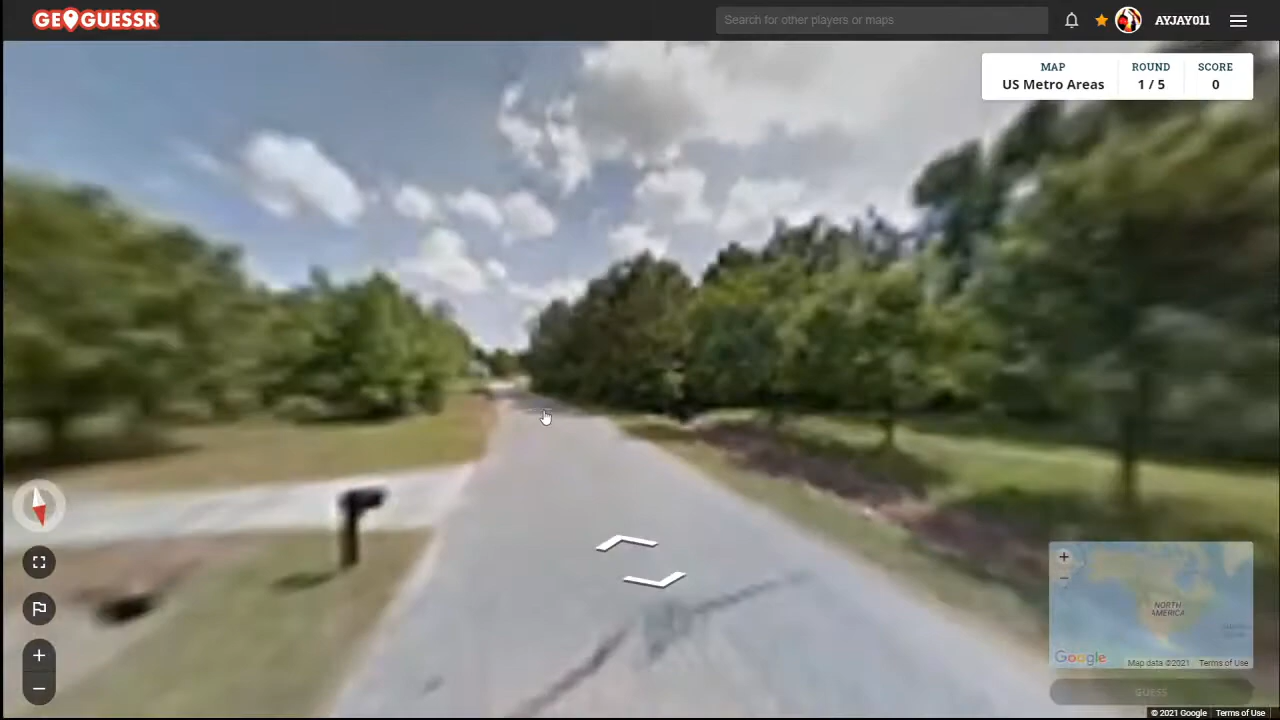 GEOGUESSR
Search for other players or maps
AYJAY011
MAP ROUND SCORE
US Metro Areas 1 / 5 0
NORTH
AMERICA
Google Map data ©2021 Terms of Use
GUESS
© 2021 Google Terms of Use